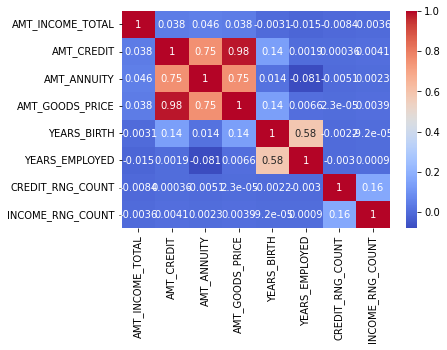 AMT_INCOME_TOTAL 1 0.038 0.046 0.038 -0.0031 -0.015 -0.0084 -0.0036
AMT_CREDIT 0.038 1 0.75 0.98 0.14 0.0019 0.00036 0.0041
AMT_ANNUITY 0.046 0.75 1 0.75 0.014 -0.081 -0.0051 0.0023
AMT_GOODS_PRICE 0.038 0.98 0.75 1 0.14 0.0066 2.3e-05 0.0039
YEARS_BIRTH -0.0031 0.14 0.014 0.14 1 0.58 -0.0022 -9.2e-05
YEARS_EMPLOYED -0.015 0.0019 -0.081 0.0066 0.58 1 -0.003 0.0009
CREDIT_RNG_COUNT -0.0084 0.00036 -0.0051 2.3e-05 -0.0022 -0.003 1 0.16
INCOME_RNG_COUNT -0.0036 0.0041 0.0023 0.0039 -9.2e-05 0.0009 0.16 1
AMT_INCOME_TOTAL
AMT_CREDIT
AMT_ANNUITY
AMT_GOODS_PRICE
YEARS_BIRTH
YEARS_EMPLOYED
CREDIT_RNG_COUNT
INCOME_RNG_COUNT
1.0
0.8
0.6
0.4
0.2
0.0